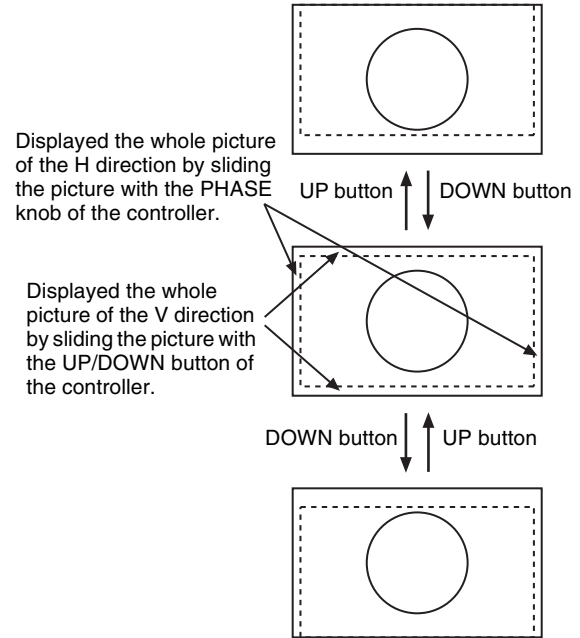 Displayed the whole picture
of the H direction by sliding
the picture with the PHASE
knob of the controller.
UP button
DOWN button
Displayed the whole
picture of the V direction
by sliding the picture with
the UP/DOWN button of
the controller.
DOWN button
UP button